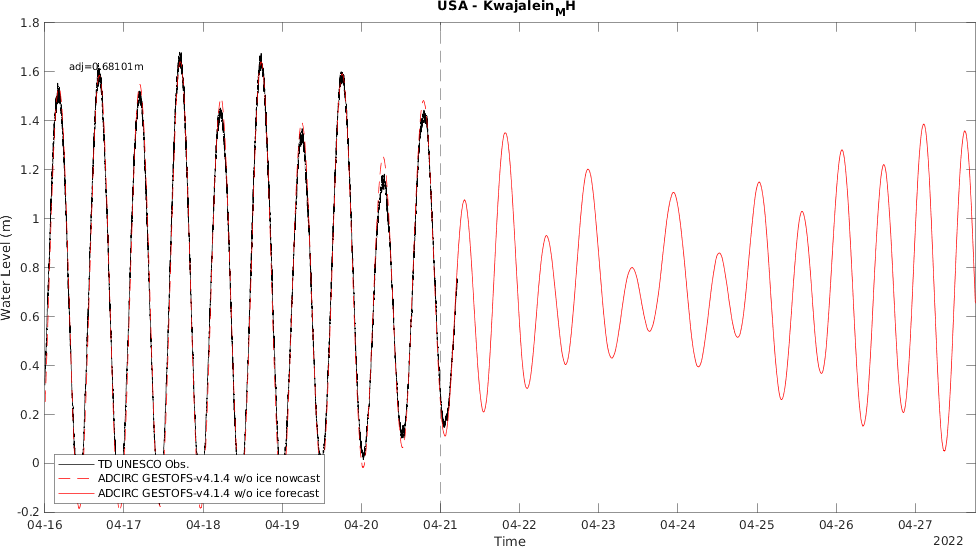 USA - Kwajalein_MH
1.8
adj=0.68101m
1.6
1.4
1.2
1
0.8
0.6
0.4
0.2
0
-0.2
Water Level (m)
TD UNESCO Obs.
ADCIRC GESTOFS-v4.1.4 w/o ice nowcast
ADCIRC GESTOFS-v4.1.4 w/o ice forecast
04-16 04-17 04-18 04-19 04-20 04-21 04-22 04-23 04-24 04-25 04-26 04-27
Time
2022